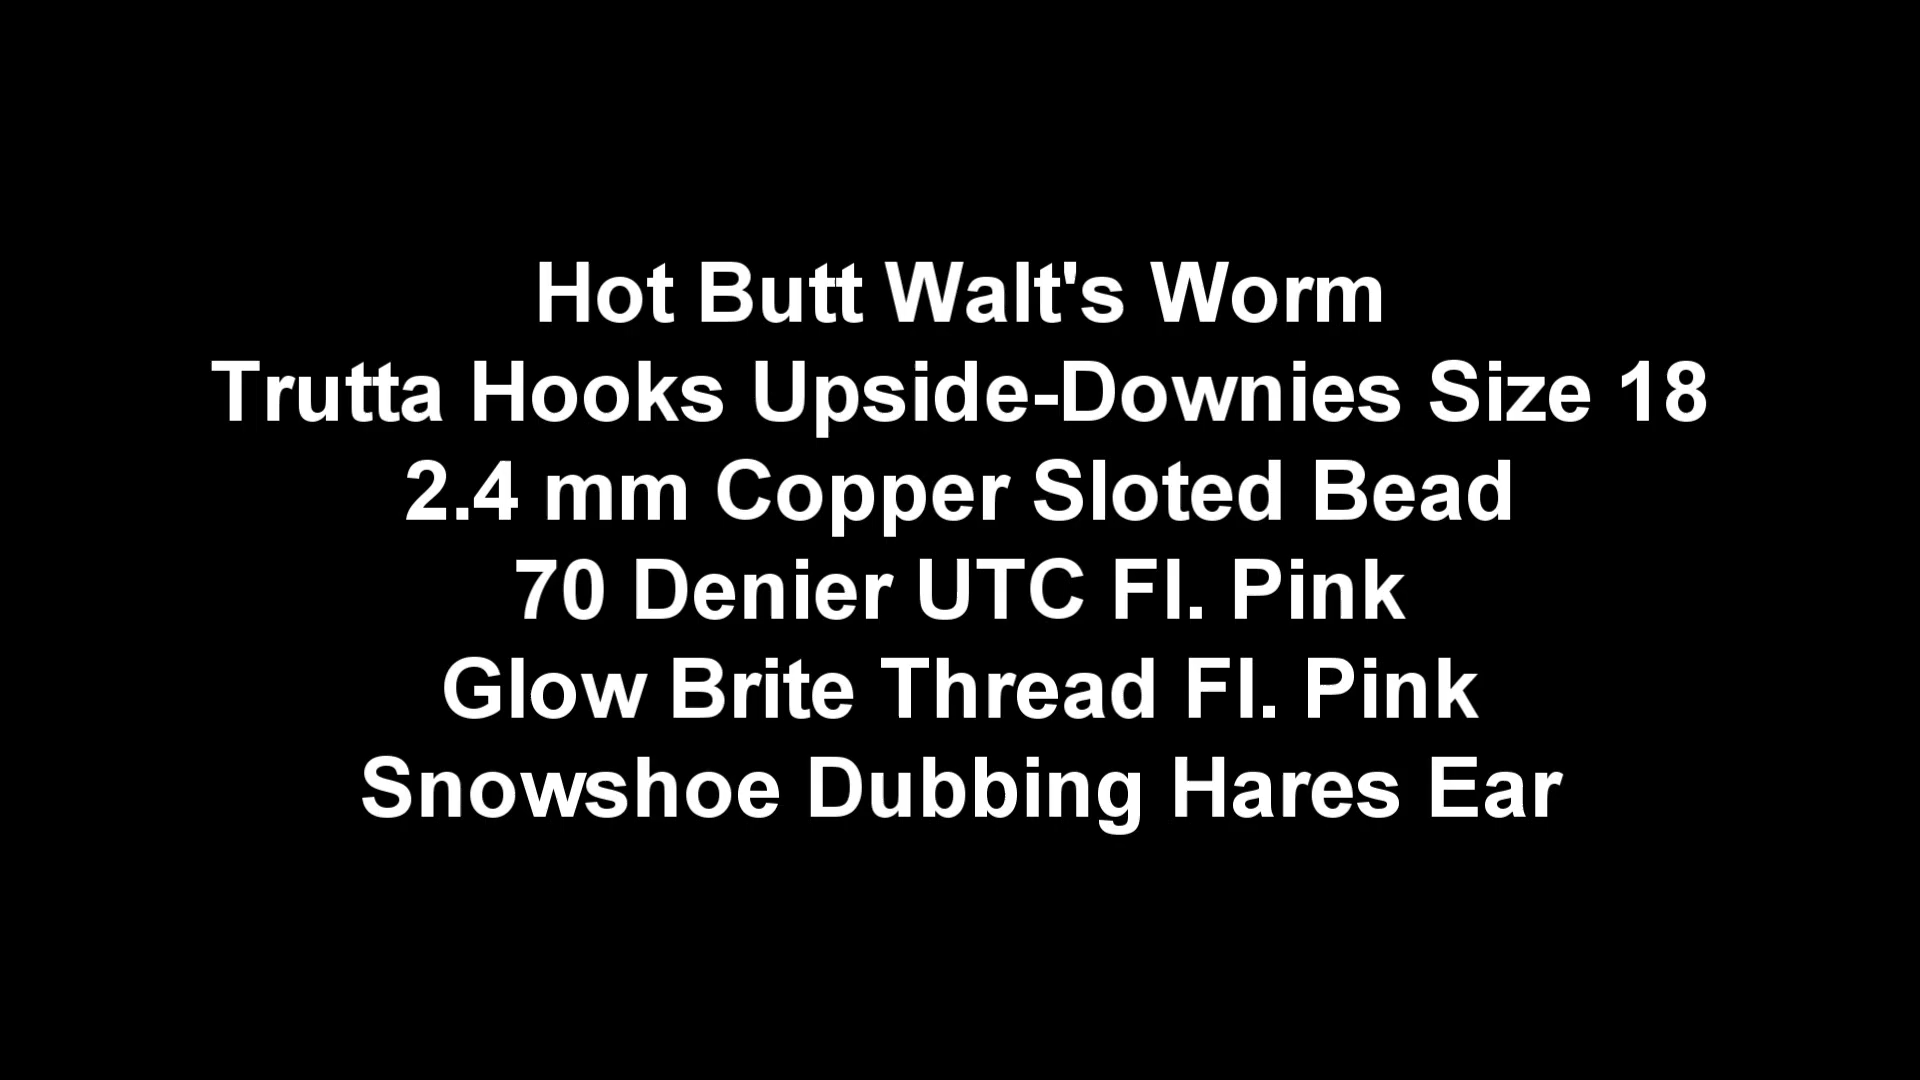 Hot Butt Walt's Worm
Trutta Hooks Upside-Downies Size 18
2.4 mm Copper Sloted Bead
70 Denier UTC Fl. Pink
Glow Brite Thread Fl. Pink
Snowshoe Dubbing Hares Ear